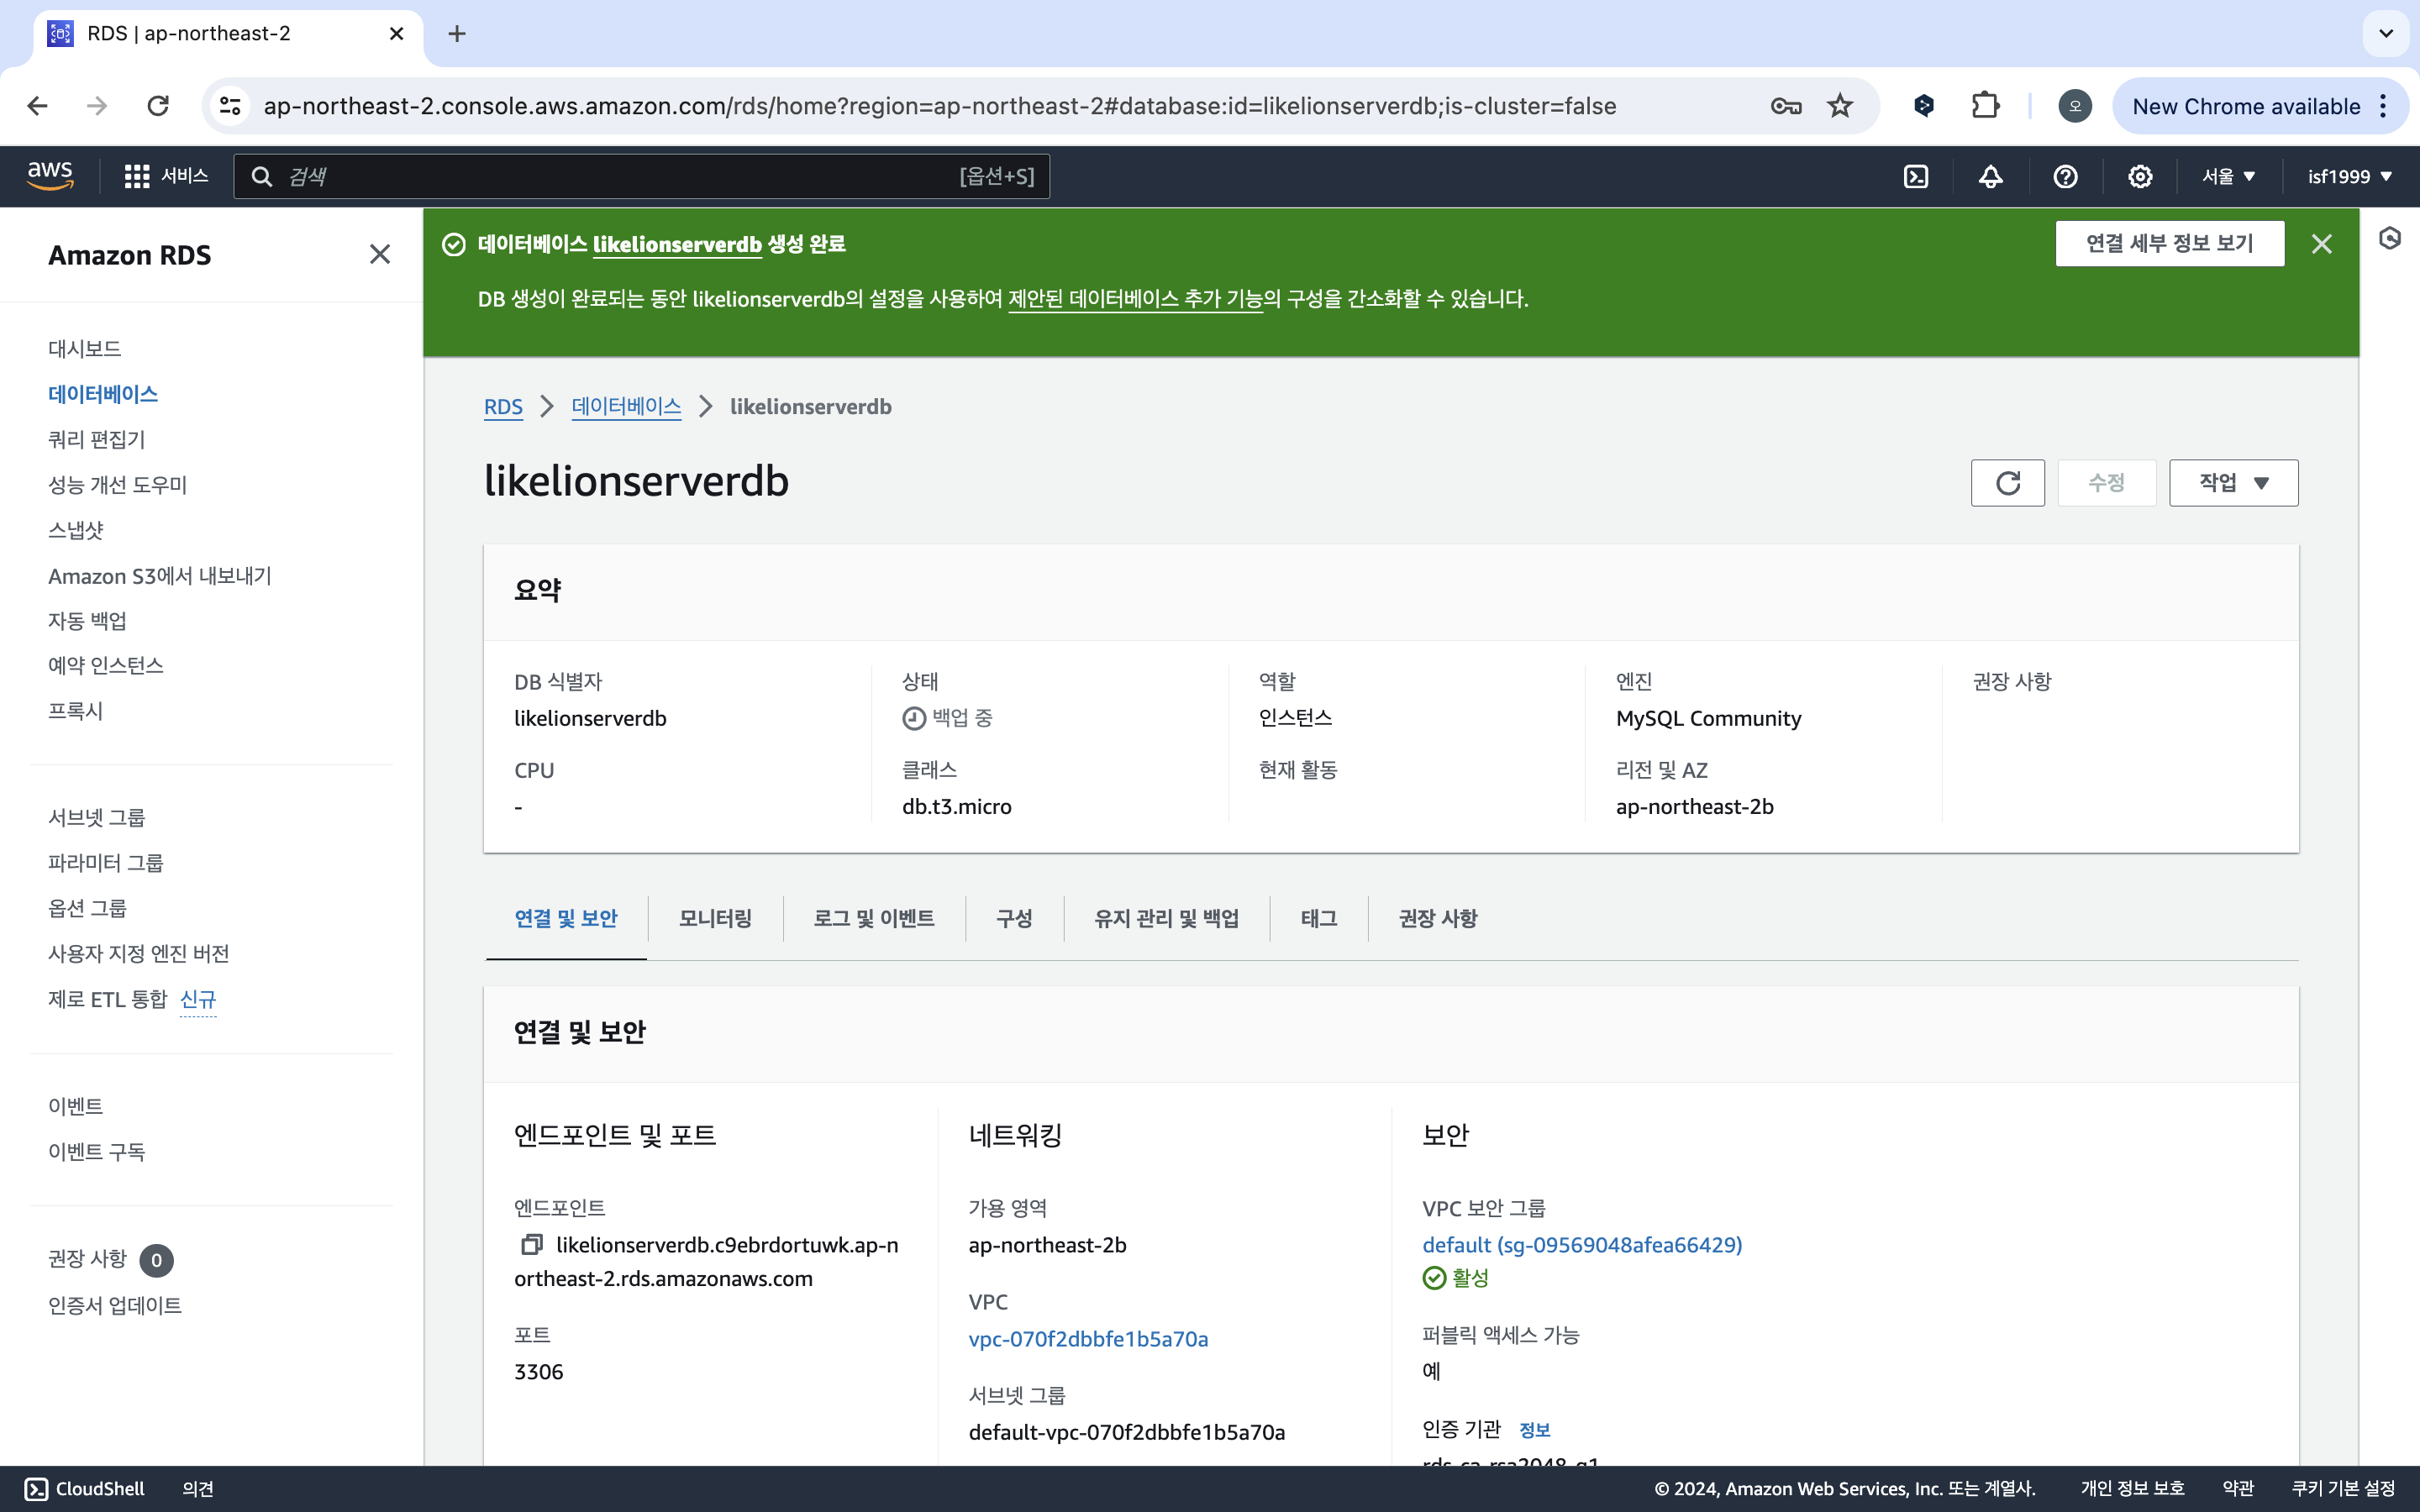 RDS | ap-northeast-2
ap-northeast-2.console.aws.amazon.com/rds/home?region=ap-northeast-2#database:id=likelionserverdb;is-cluster=false
오
New Chrome available
aws
서비스
검색
[옵션+S]
서울
isf1999
Amazon RDS
대시보드
데이터베이스
쿼리 편집기
성능 개선 도우미
스냅샷
Amazon S3에서 내보내기
자동 백업
예약 인스턴스
프록시
서브넷 그룹
파라미터 그룹
옵션 그룹
사용자 지정 엔진 버전
제로 ETL 통합 신규
이벤트
이벤트 구독
권장 사항 0
인증서 업데이트
데이터베이스 likelionserverdb 생성 완료
연결 세부 정보 보기
DB 생성이 완료되는 동안 likelionserverdb의 설정을 사용하여 제안된 데이터베이스 추가 기능의 구성을 간소화할 수 있습니다.
RDS 데이터베이스 likelionserverdb
likelionserverdb
수정
작업
요약
DB 식별자
likelionserverdb
CPU
-
상태
백업 중
클래스
db.t3.micro
역할
인스턴스
현재 활동
엔진
MySQL Community
리전 및 AZ
ap-northeast-2b
권장 사항
연결 및 보안
모니터링
로그 및 이벤트
구성
유지 관리 및 백업
태그
권장 사항
연결 및 보안
엔드포인트 및 포트
엔드포인트
likelionserverdb.c9ebrdortuwk.ap-n
ortheast-2.rds.amazonaws.com
포트
3306
네트워킹
가용 영역
ap-northeast-2b
VPC
vpc-070f2dbbfe1b5a70a
서브넷 그룹
default-vpc-070f2dbbfe1b5a70a
보안
VPC 보안 그룹
default (sg-09569048afea66429)
활성
퍼블릭 액세스 가능
예
인증 기관 정보
rds-ca-rsa2048-g1
CloudShell
의견
© 2024, Amazon Web Services, Inc. 또는 계열사.
개인 정보 보호
약관
쿠키 기본 설정